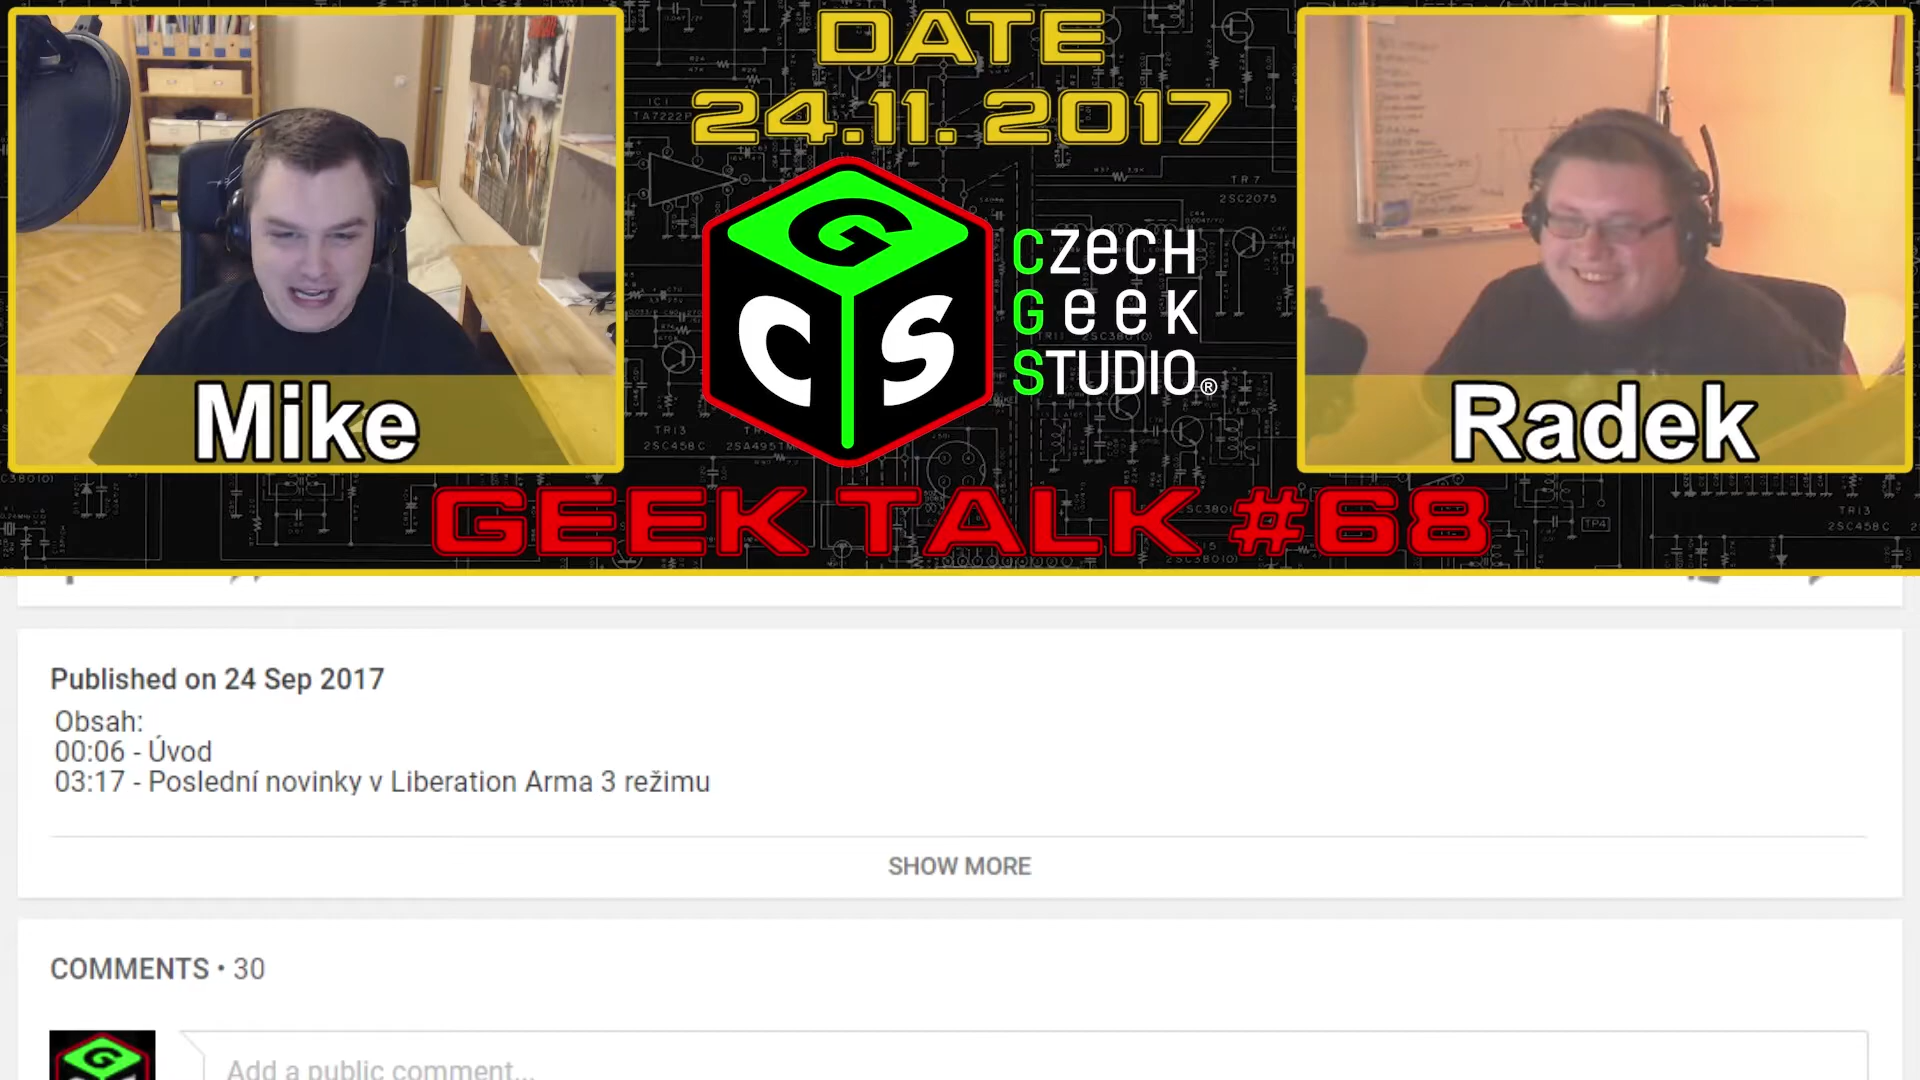 DATE
24.11. 2017
G
C S
CZECH
GEEK
STUDIO®
Mike
Radek
GEEK TALK #68
Published on 24 Sep 2017
Obsah:
00:06 - Úvod
03:17 - Poslední novinky v Liberation Arma 3 režimu
SHOW MORE
COMMENTS • 30
Add a public comment...